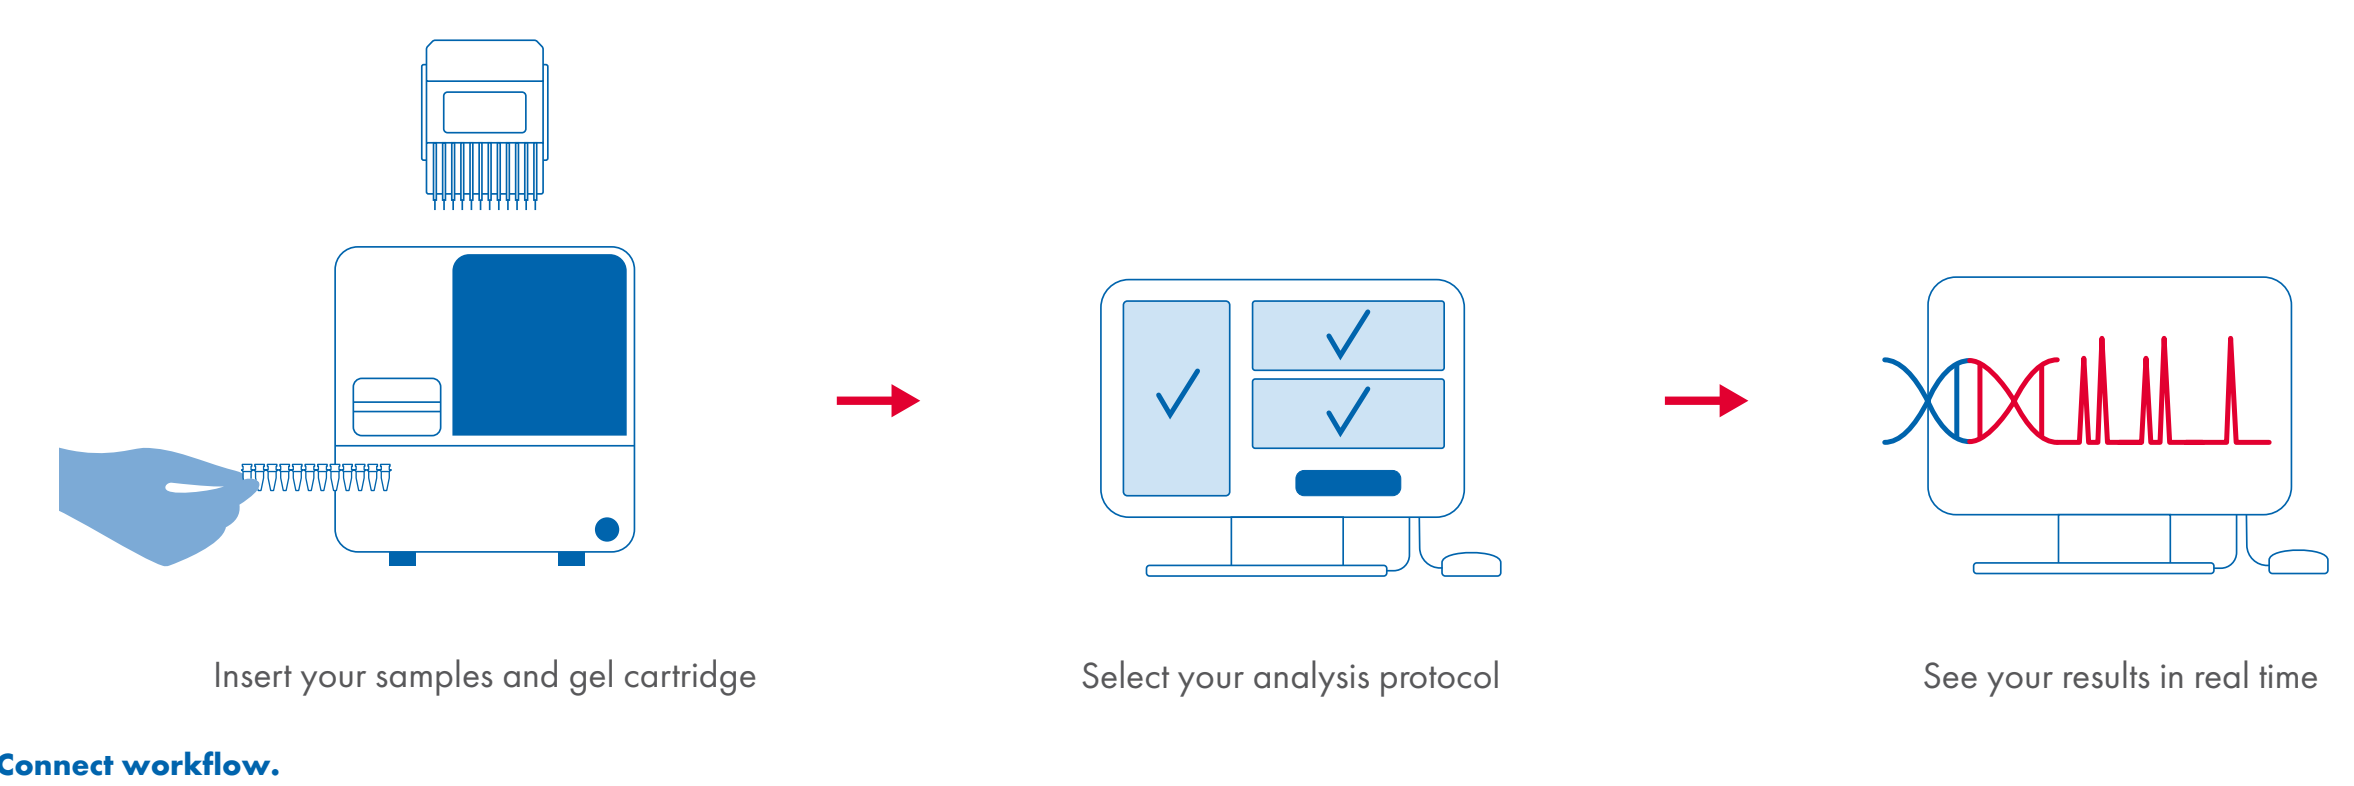 Insert your samples and gel cartridge
Select your analysis protocol
See your results in real time
Connect workflow.